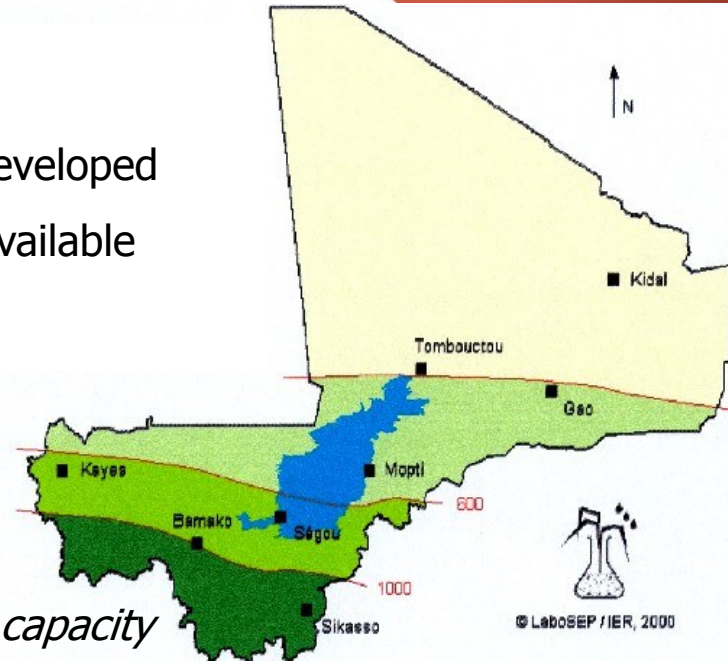 N
eveloped
vailable
Kidal
Tombouctou
Gao
Kayes
Mopti
600
Bamako
Ségou
1000
Sikasso
© LaboSEP / IER, 2000
capacity